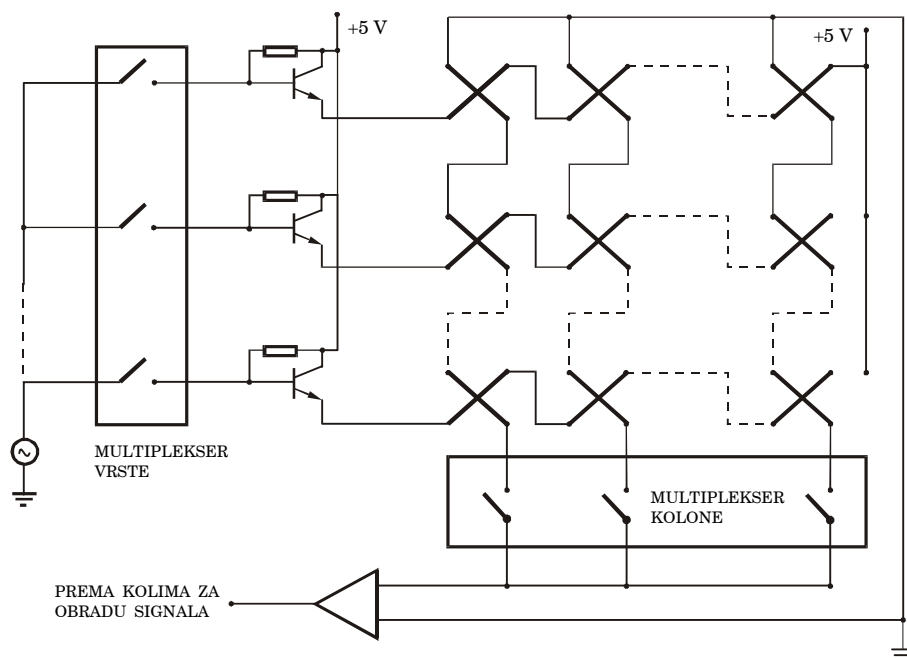 +5 V
+5 V
MULTIPLEKSER
VRSTE
MULTIPLEKSER
KOLONE
PREMA KOLIMA ZA
OBRADU SIGNALA